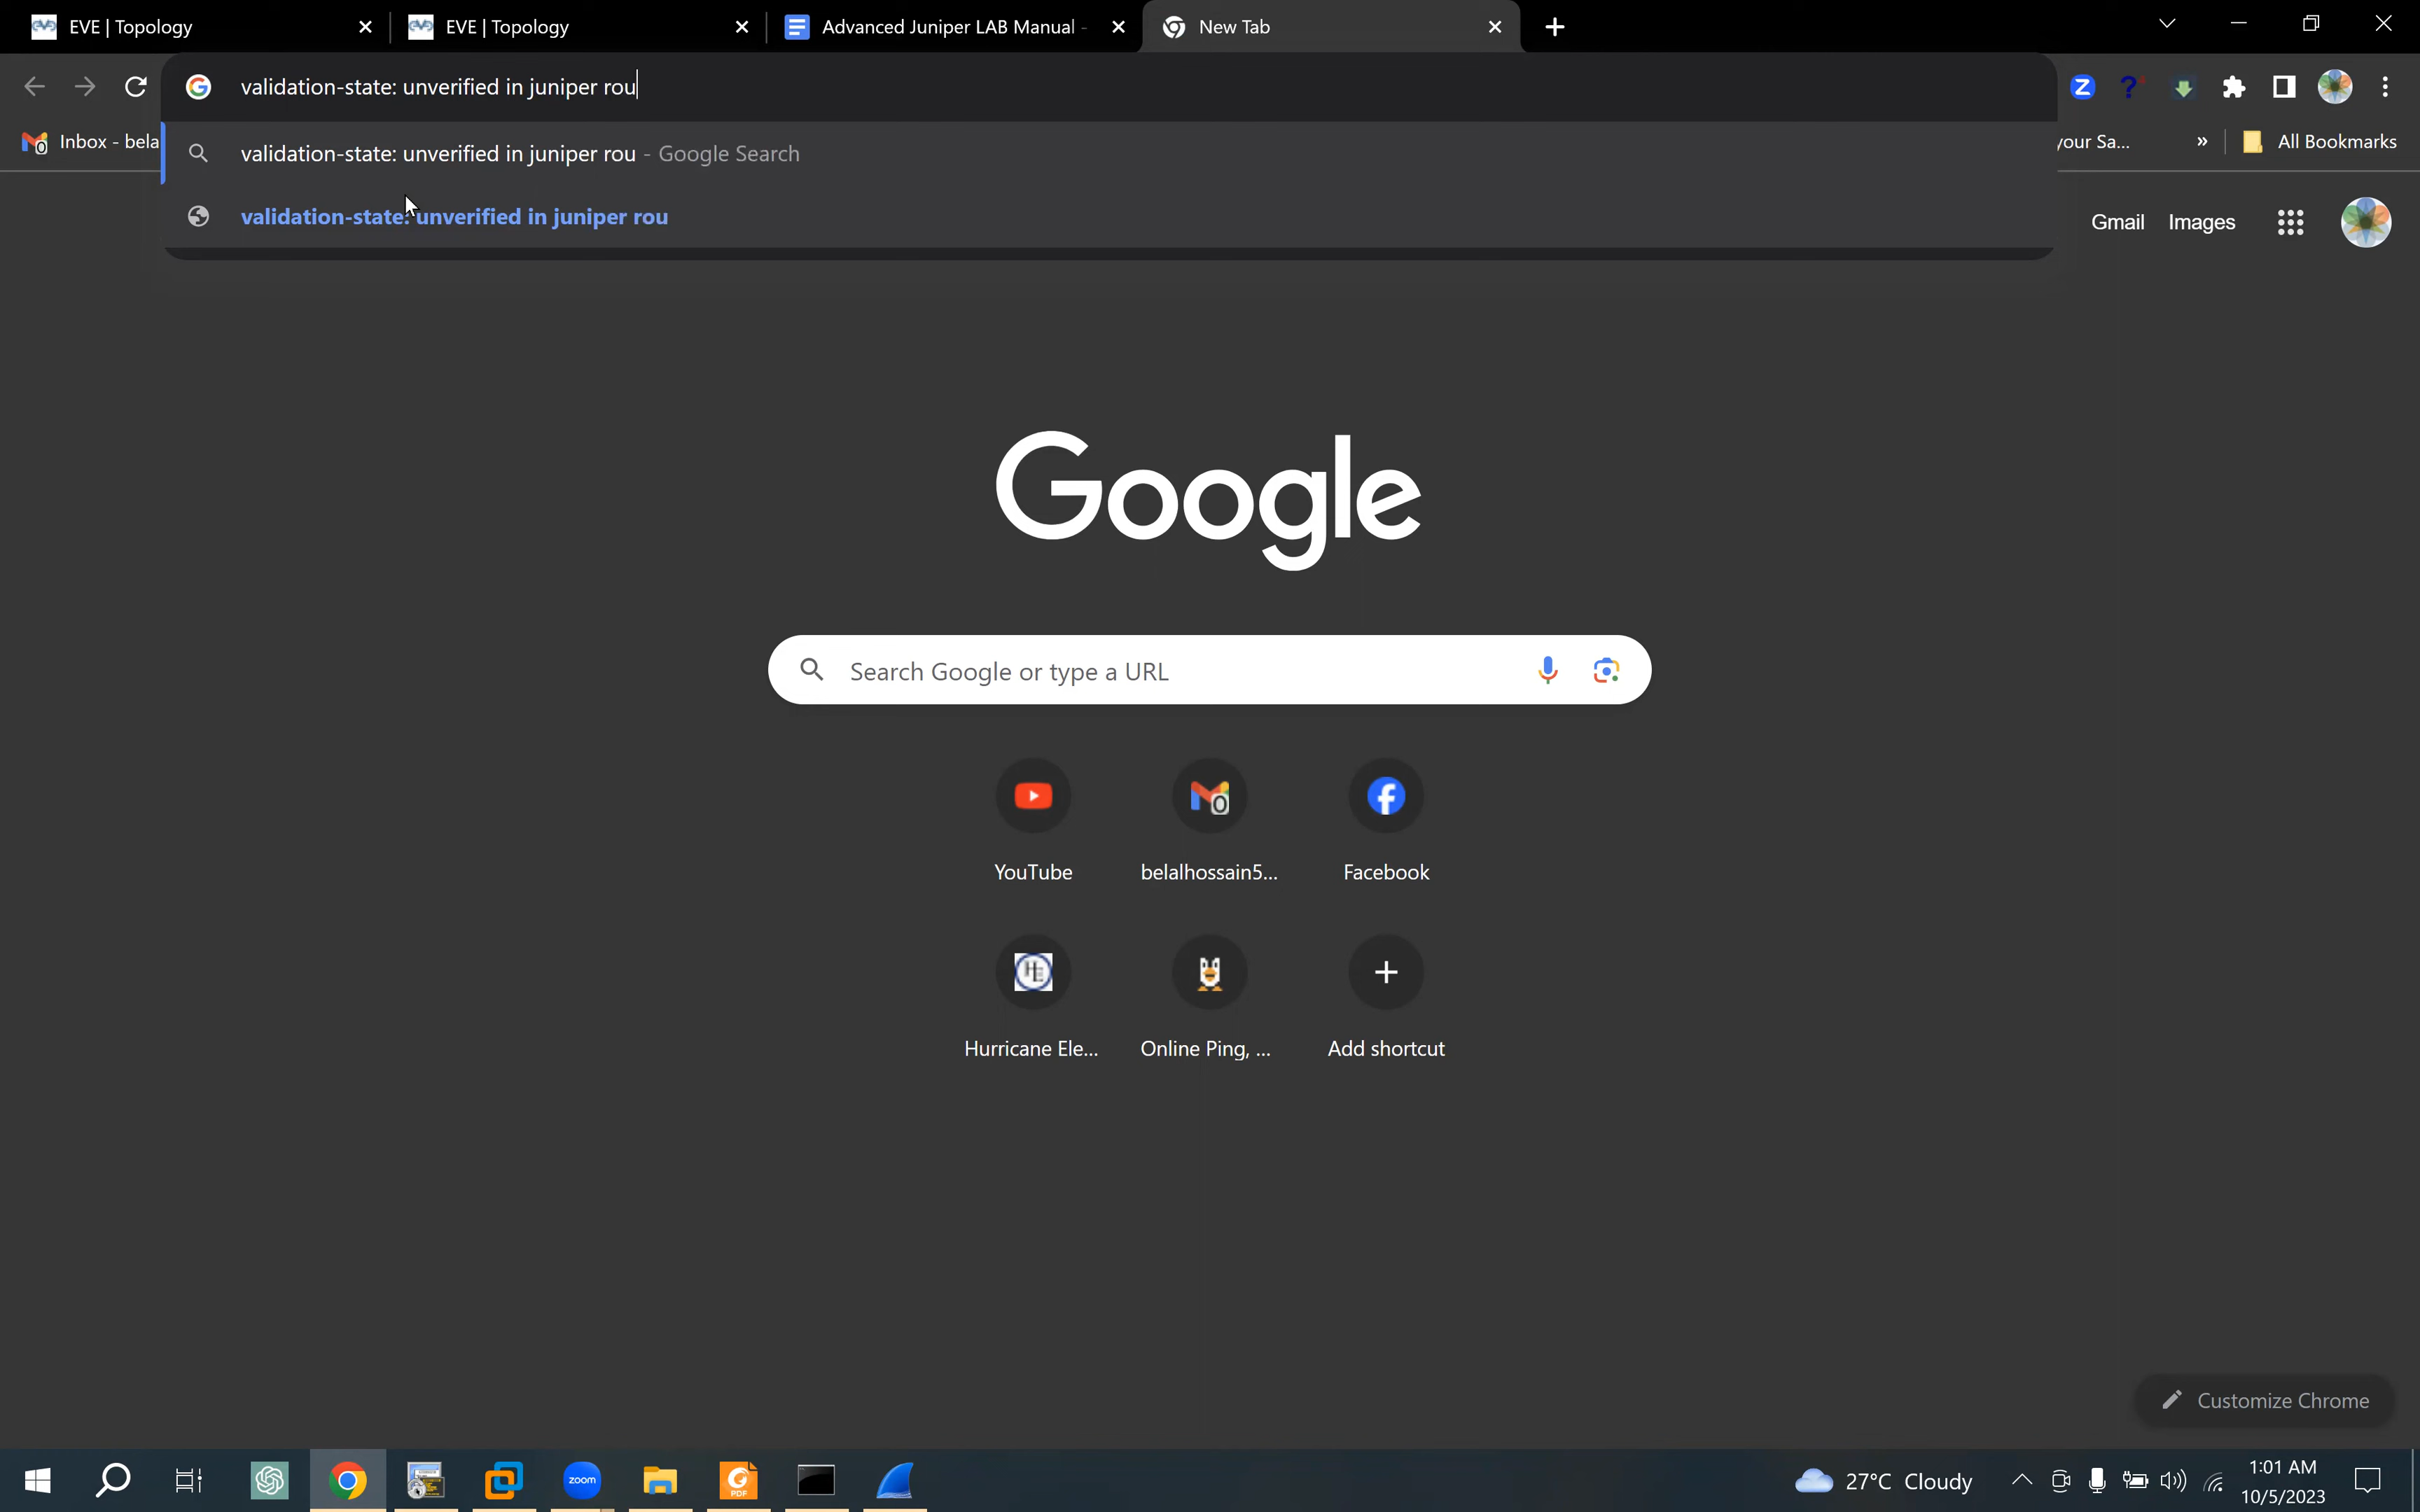 EVE | Topology
EVE | Topology
Advanced Juniper LAB Manual -
New Tab
validation-state: unverified in juniper rou
Inbox - bela
validation-state: unverified in juniper rou - Google Search
your Sa...
»
All Bookmarks
validation-state: unverified in juniper rou
Gmail
Images
Google
Search Google or type a URL
YouTube
belalhossain5...
Facebook
Hurricane Ele...
Online Ping, ...
Add shortcut
Customize Chrome
zoom
PDF
27°C Cloudy
1:01 AM
10/5/2023